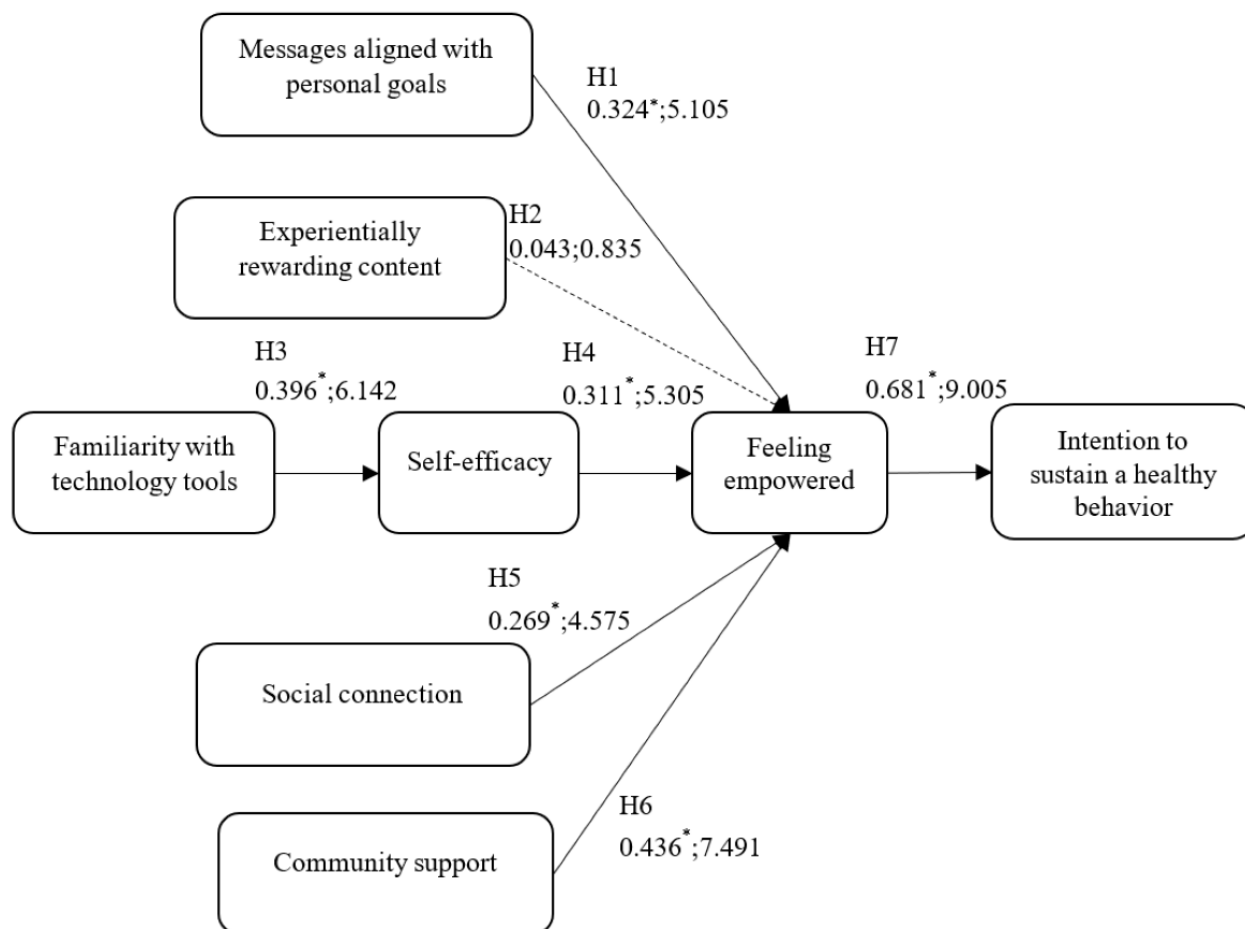 Messages aligned with
personal goals
H1
0.324*;5.105
Experientially
rewarding content
H2
0.043;0.835
H3
0.396*;6.142
H4
0.311*;5.305
H7
0.681*;9.005
Familiarity with
technology tools
Self-efficacy
Feeling
empowered
Intention to
sustain a healthy
behavior
H5
0.269*;4.575
Social connection
H6
0.436*;7.491
Community support